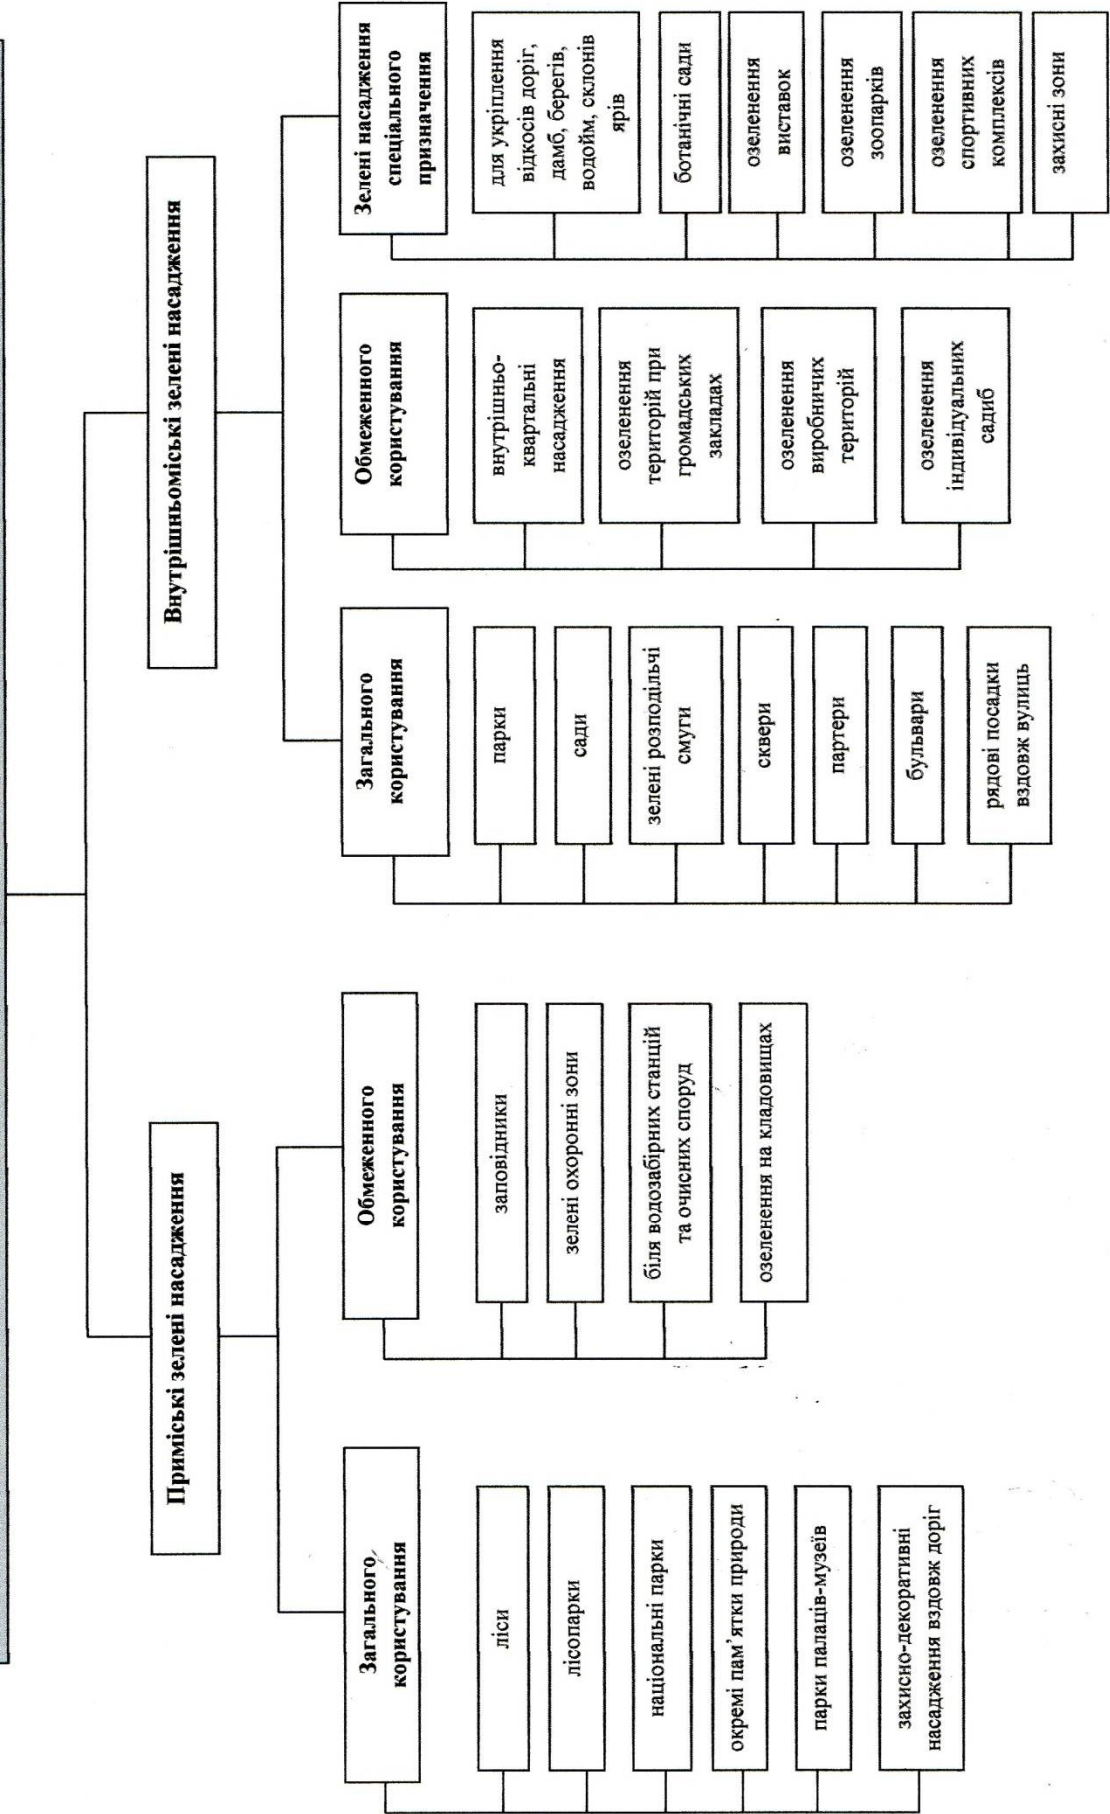 Приміські зелені насадження
Внутрішньоміські зелені насадження
Загального
користування
ліси
лісопарки
національні парки
окремі пам’ятки природи
парки палаців-музеїв
захисно-декоративні
насадження вздовж доріг
Обмеженного
користування
заповідники
зелені охоронні зони
біля водозабірних станцій
та очисних споруд
озеленення на кладовищах
Загального
користування
парки
сади
зелені розподільчі
смуги
сквери
партери
бульвари
рядові посадки
вздовж вулиць
Обмеженного
користування
внутрішньо-
квартальні
насадження
озеленення
територій при
громадських
закладах
озеленення
виробничих
територій
озеленення
індивідуальних
садиб
Зелені насадження
спеціального
призначення
для укріплення
відкосів доріг,
дамб, берегів,
водойм, склонів
ярів
ботанічні сади
озеленення
виставок
озеленення
зоопарків
озеленення
спортивних
комплексів
захисні зони